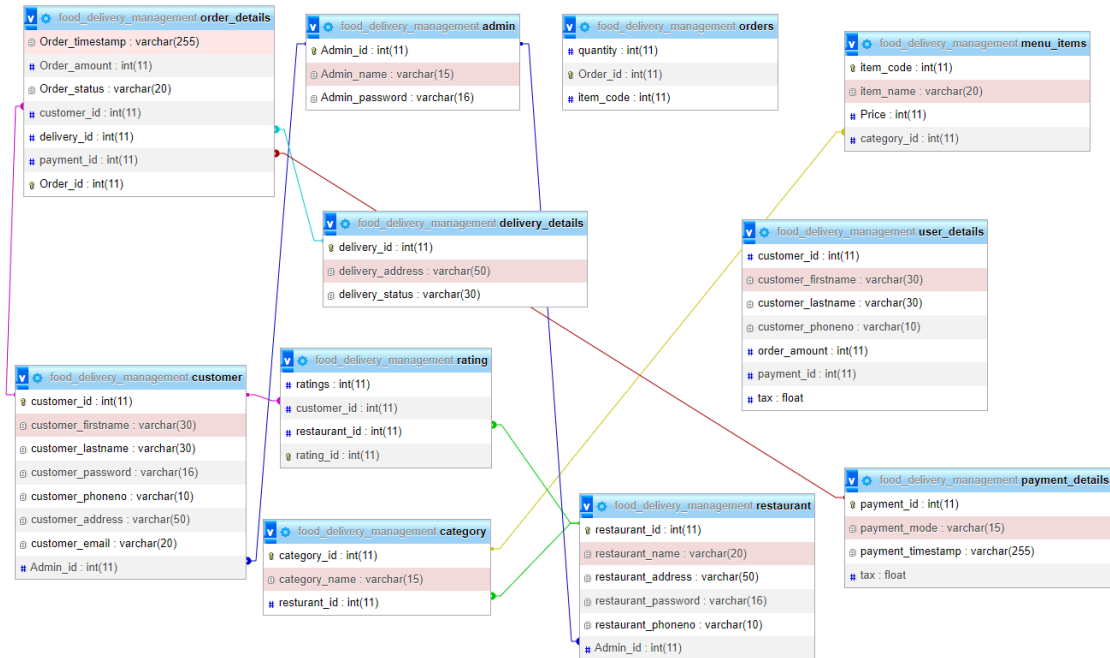 food_delivery_management order_details
Order_timestamp : varchar(255)
Order_amount : int(11)
Order_status : varchar(20)
customer_id : int(11)
delivery_id : int(11)
payment_id : int(11)
Order_id : int(11)
food_delivery_management admin
Admin_id : int(11)
Admin_name : varchar(15)
Admin_password : varchar(16)
food_delivery_management orders
quantity : int(11)
Order_id : int(11)
item_code : int(11)
food_delivery_management menu_items
item_code : int(11)
item_name : varchar(20)
Price : int(11)
category_id : int(11)
food_delivery_management delivery_details
delivery_id : int(11)
delivery_address : varchar(50)
delivery_status : varchar(30)
food_delivery_management user_details
customer_id : int(11)
customer_firstname : varchar(30)
customer_lastname : varchar(30)
customer_phoneno : varchar(10)
order_amount : int(11)
payment_id : int(11)
tax : float
food_delivery_management customer
customer_id : int(11)
customer_firstname : varchar(30)
customer_lastname : varchar(30)
customer_password : varchar(16)
customer_phoneno : varchar(10)
customer_address : varchar(50)
customer_email : varchar(20)
Admin_id : int(11)
food_delivery_management rating
ratings : int(11)
customer_id : int(11)
restaurant_id : int(11)
rating_id : int(11)
food_delivery_management category
category_id : int(11)
category_name : varchar(15)
resturant_id : int(11)
food_delivery_management restaurant
restaurant_id : int(11)
restaurant_name : varchar(20)
restaurant_address : varchar(50)
restaurant_password : varchar(16)
restaurant_phoneno : varchar(10)
Admin_id : int(11)
food_delivery_management payment_details
payment_id : int(11)
payment_mode : varchar(15)
payment_timestamp : varchar(255)
tax : float